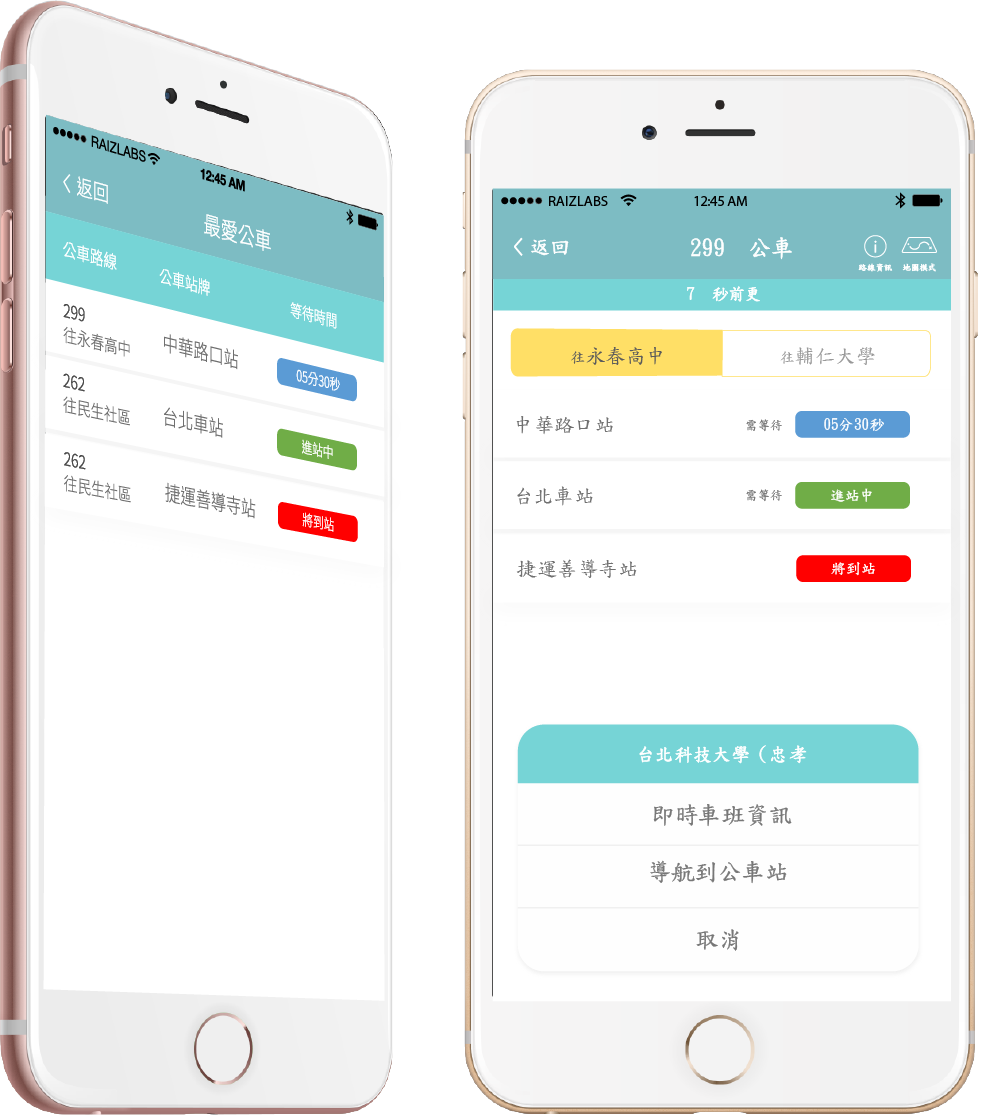 RAIZLABS
12:45 AM
返回
最愛公車
公車路線 公車站牌 等待時間
299
往永春高中 中華路口站 05分30秒
262
往民生社區 台北車站 進站中
262
往民生社區 捷運善導寺站 將到站
RAIZLABS 12:45 AM
返回 299 公車
路線資訊 地圖模式
7 秒前更
往永春高中 往輔仁大學
中華路口站 需等待 05分30秒
台北車站 需等待 進站中
捷運善導寺站 將到站
台北科技大學（忠孝
即時車班資訊
導航到公車站
取消